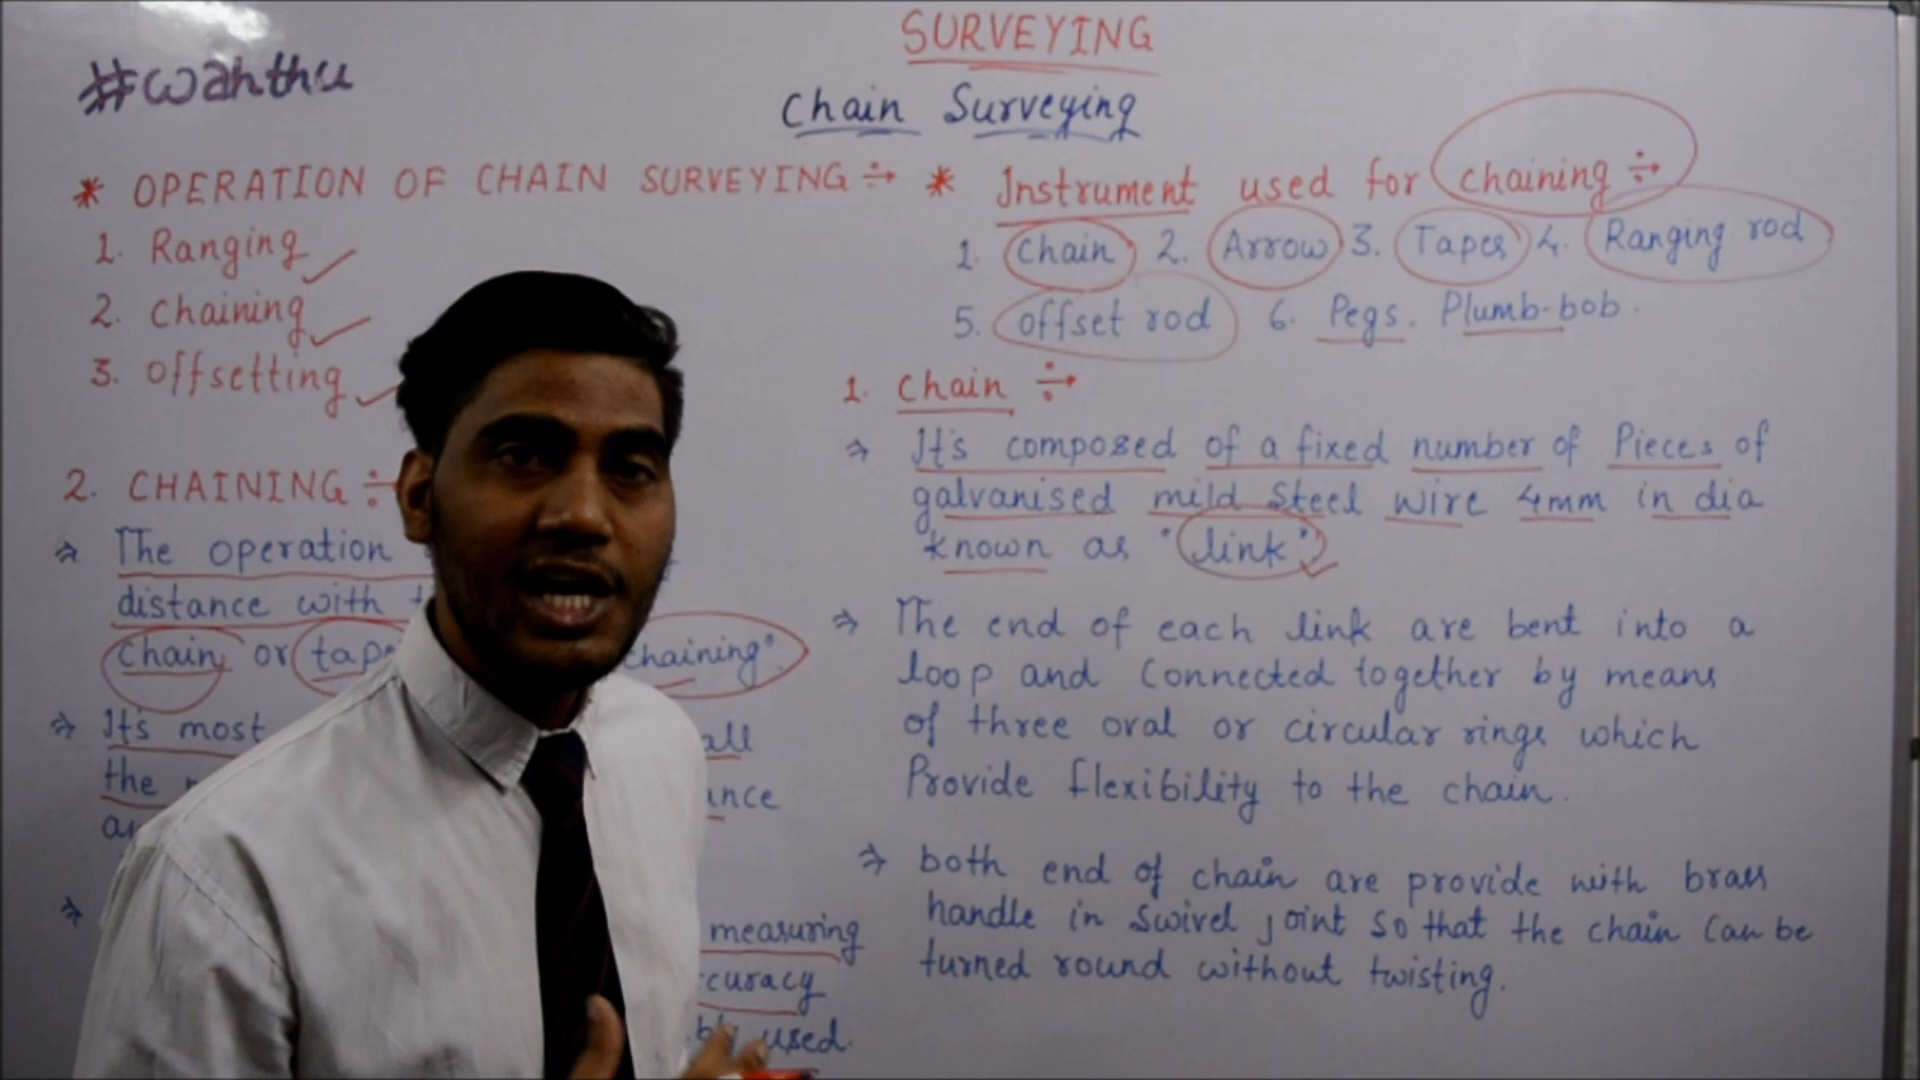 SURVEYING
#wahthu
Chain Surveying
* OPERATION OF CHAIN SURVEYING ÷→
1. Ranging
2. Chaining
3. Offsetting
2. CHAINING ÷
⇒ The operation
distance with
Chain or tape chaining".
⇒ It's most all
the
⇒ measuring
used.
* Instrument used for chaining ÷→
1. Chain 2. Arrow 3. Tapes 4. Ranging rod
5. offset rod 6. Pegs. Plumb-bob.
1. Chain ÷→
⇒ It's composed of a fixed number of Pieces of
galvanised mild Steel wire 4mm in dia
known as "link"
⇒ The end of each link are bent into a
loop and Connected together by means
of three oval or circular rings which
Provide flexibility to the chain.
⇒ both end of chain are provide with brass
handle in Swivel joint So that the chain Can be
turned round without twisting.